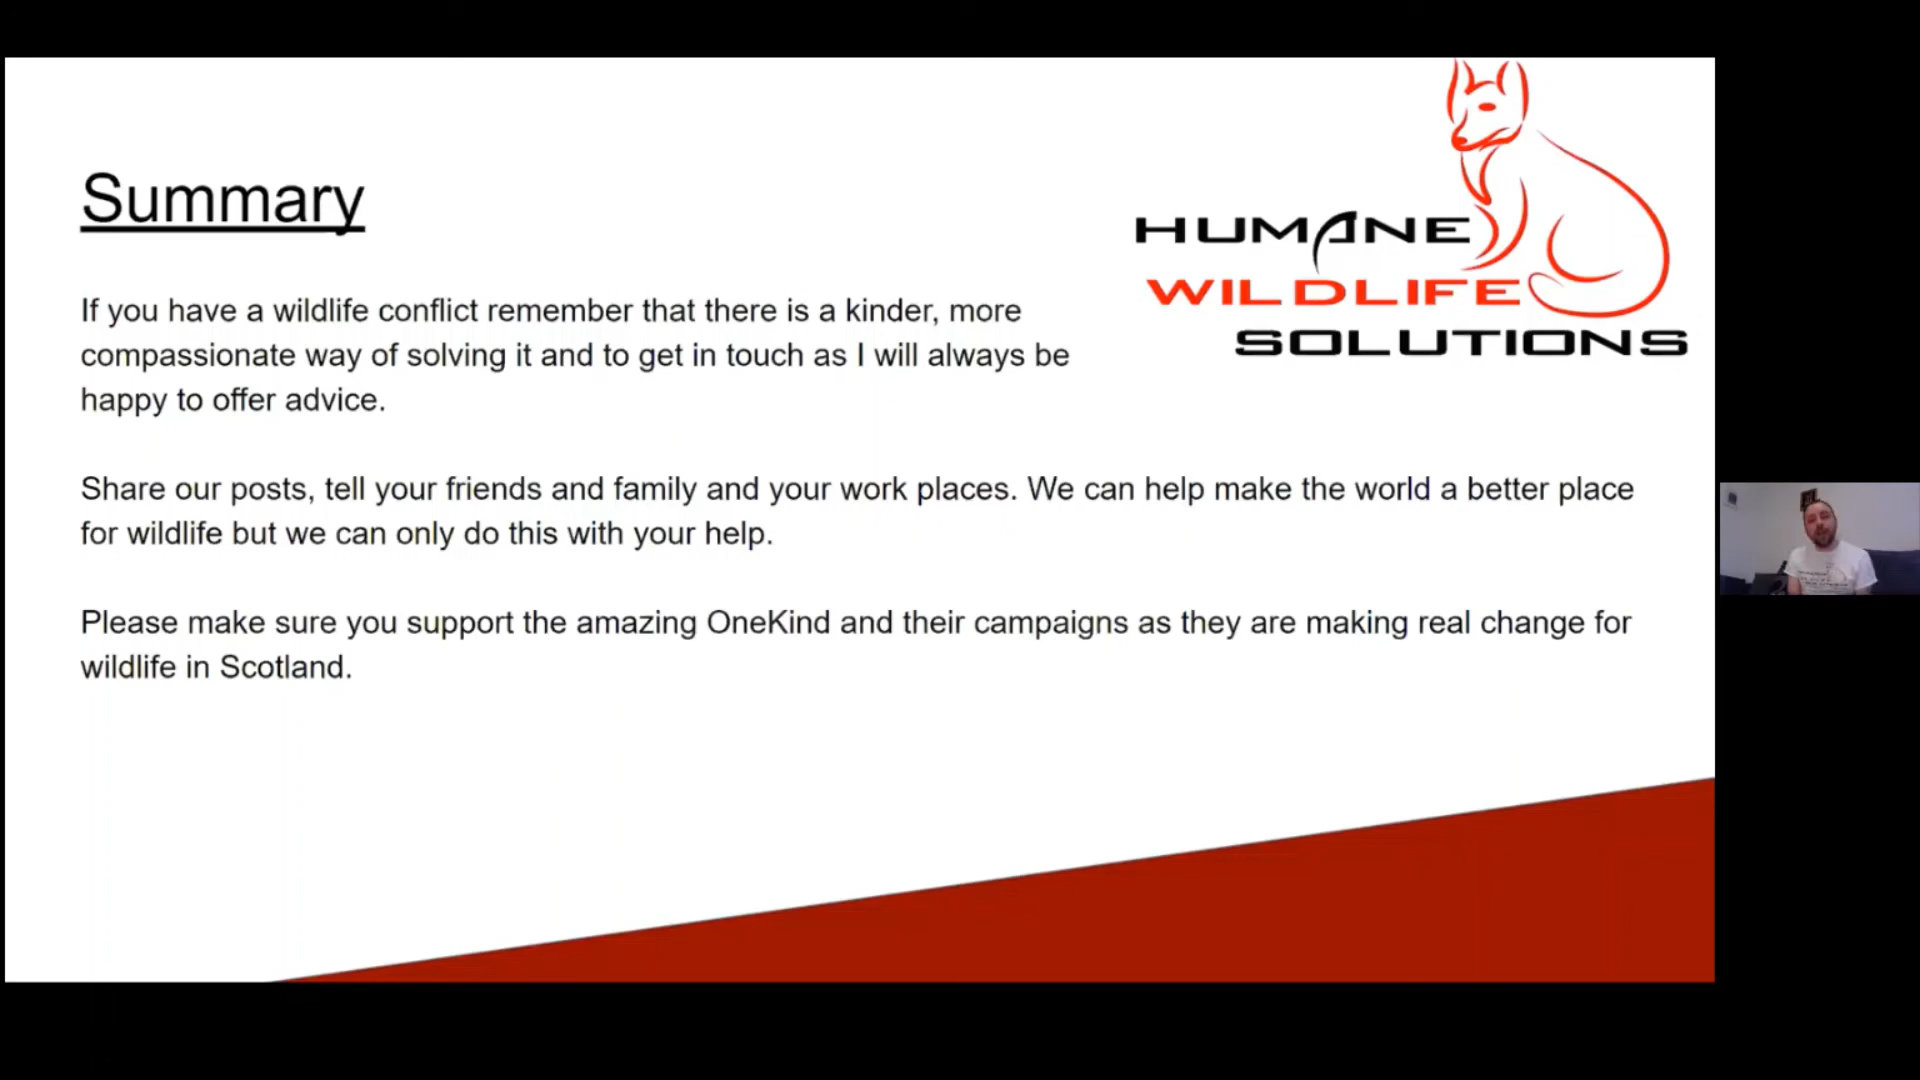 Summary
HUMANE
WILDLIFE
SOLUTIONS
If you have a wildlife conflict remember that there is a kinder, more
compassionate way of solving it and to get in touch as I will always be
happy to offer advice.
Share our posts, tell your friends and family and your work places. We can help make the world a better place
for wildlife but we can only do this with your help.
Please make sure you support the amazing OneKind and their campaigns as they are making real change for
wildlife in Scotland.